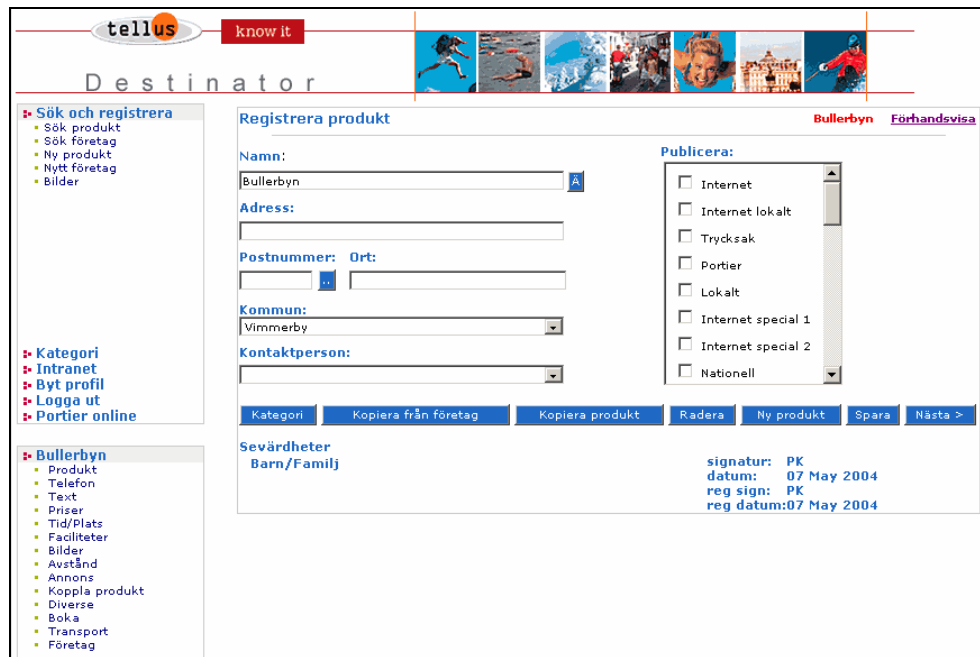 tellus know it
Destinator
Sök och registrera
Sök produkt
Sök företag
Ny produkt
Nytt företag
Bilder
Kategori
Intranet
Byt profil
Logga ut
Portier online
Bullerbyn
Produkt
Telefon
Text
Priser
Tid/Plats
Faciliteter
Bilder
Avstånd
Annons
Koppla produkt
Diverse
Boka
Transport
Företag
Registrera produkt Bullerbyn Förhandsvisa
Namn:
Bullerbyn Ä
Adress:
Postnummer: Ort:
..
Kommun:
Vimmerby
Kontaktperson:
Publicera:
Internet
Internet lokalt
Trycksak
Portier
Lokalt
Internet special 1
Internet special 2
Nationell
Kategori Kopiera från företag Kopiera produkt Radera Ny produkt Spara Nästa >
Sevärdheter
Barn/Familj
signatur: PK
datum: 07 May 2004
reg sign: PK
reg datum:07 May 2004